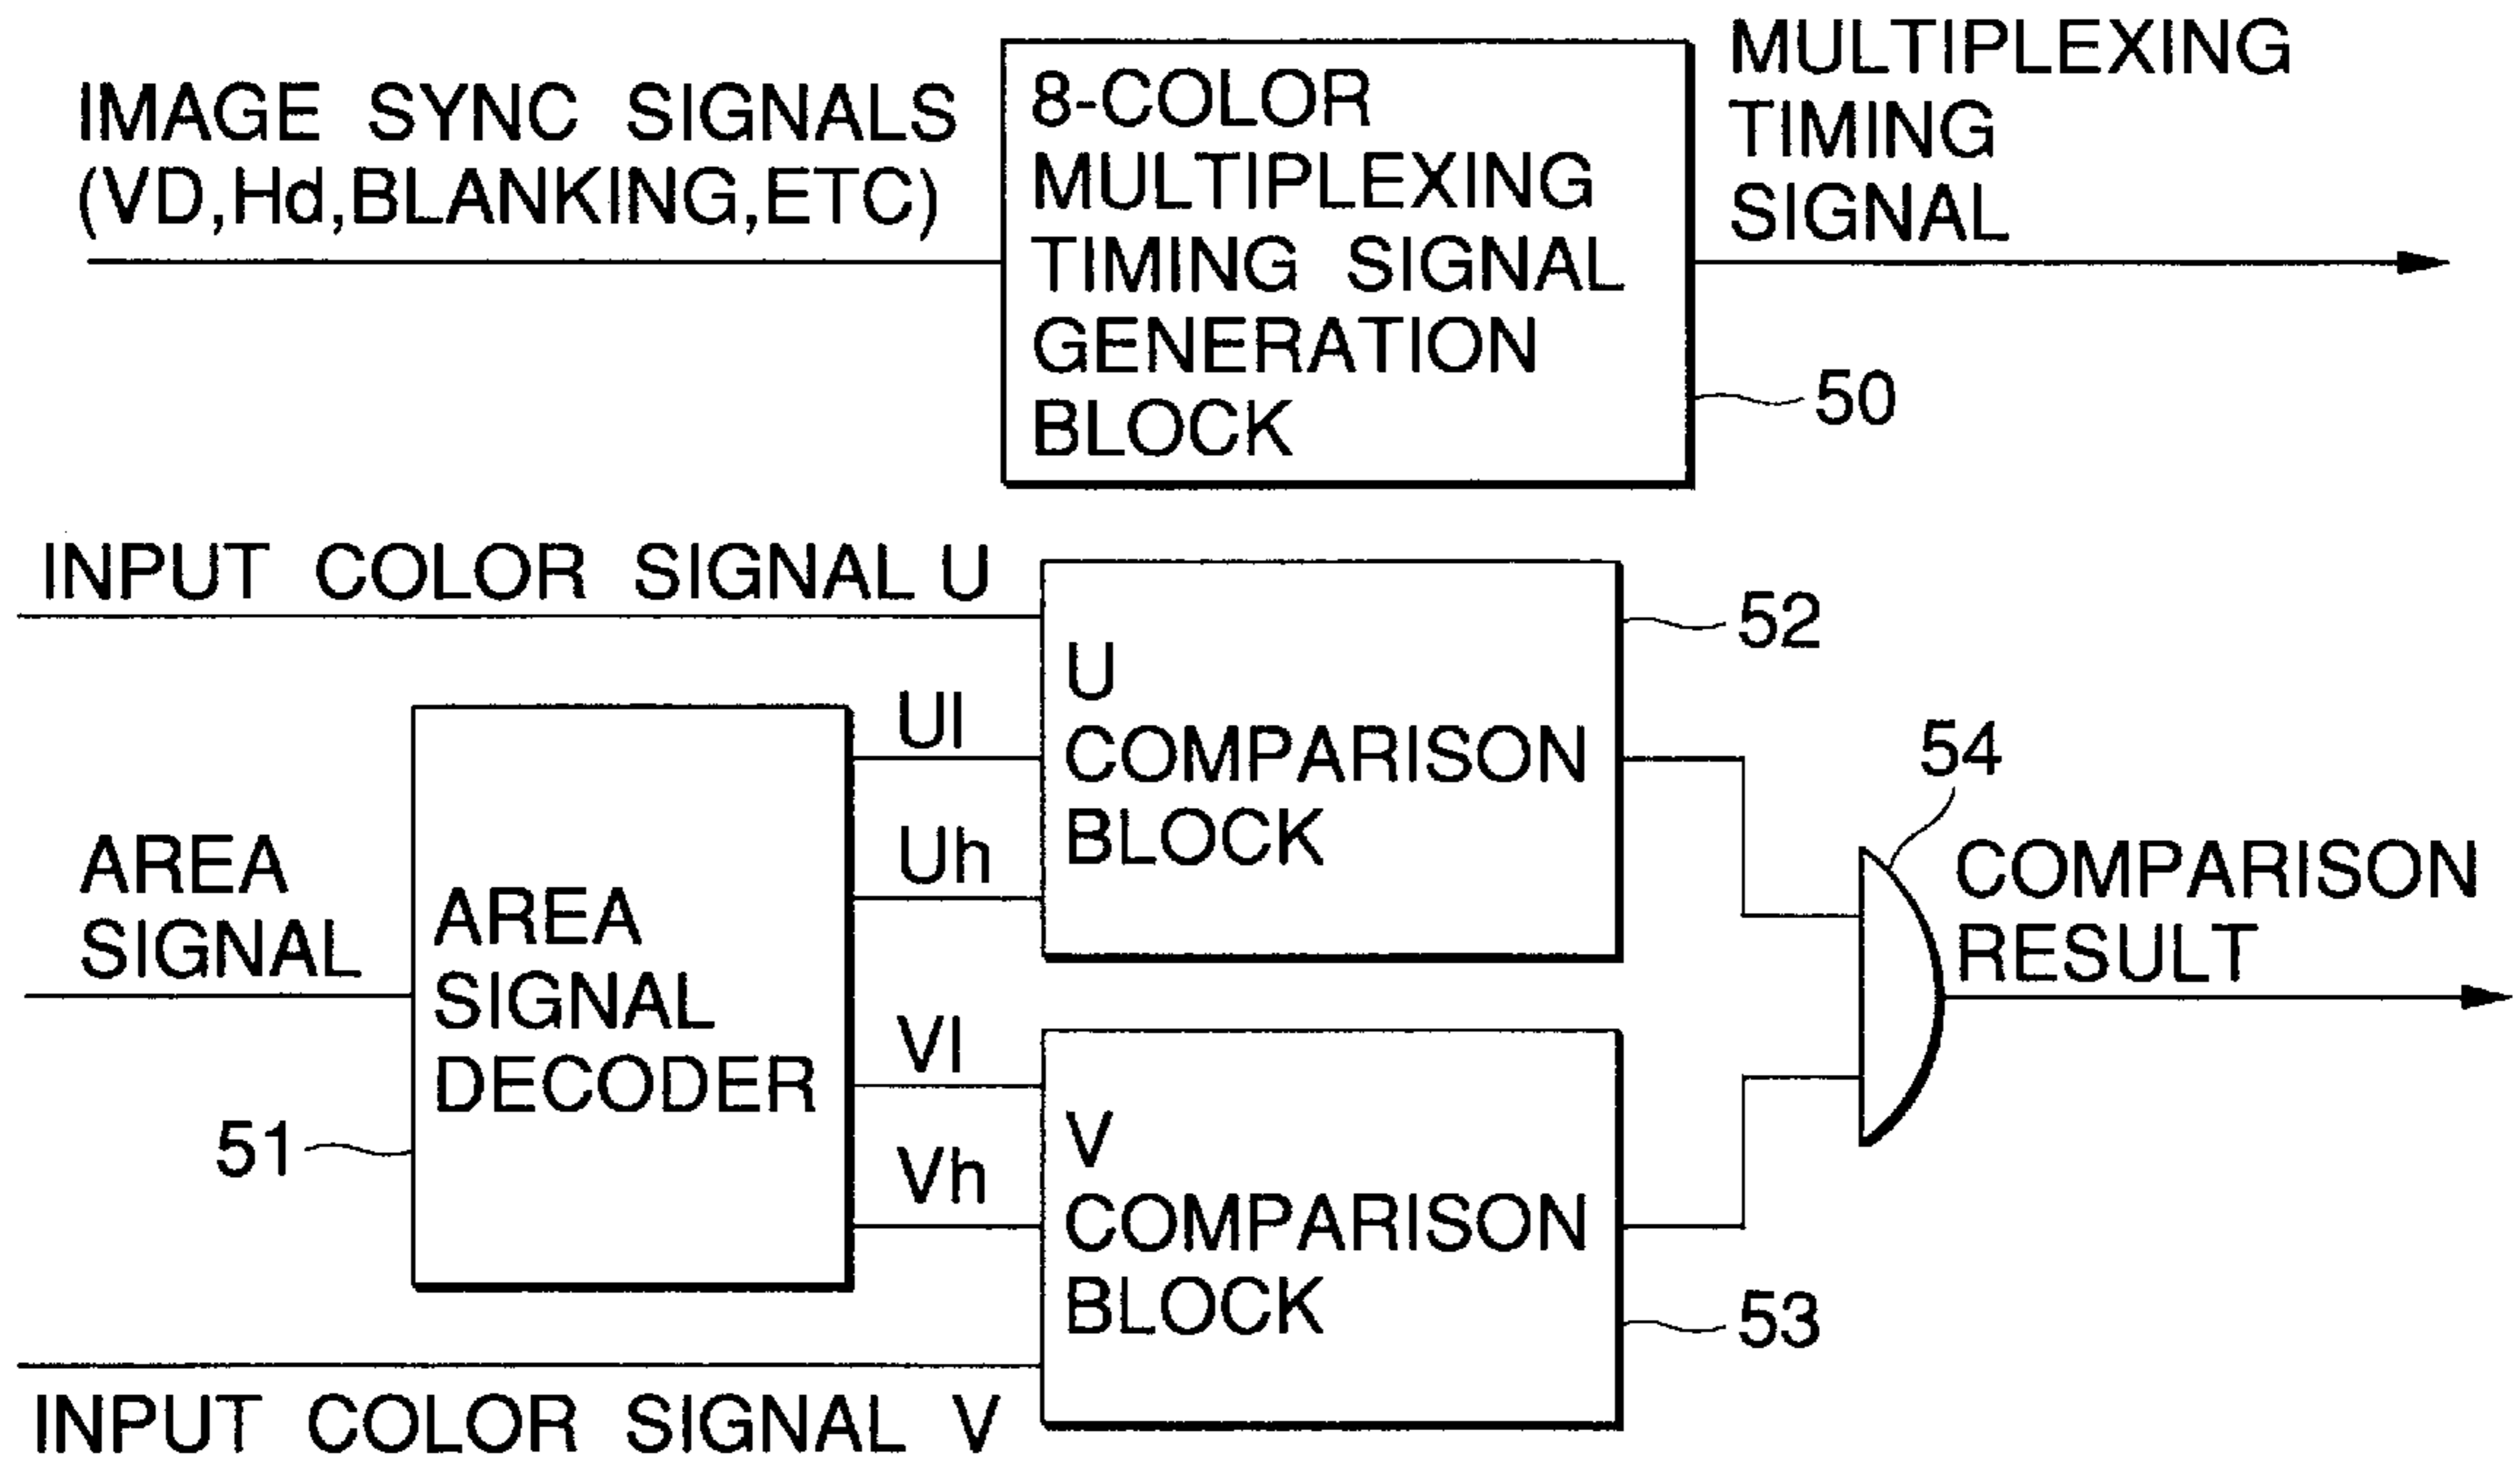 IMAGE SYNC SIGNALS
(VD,Hd,BLANKING,ETC)
8-COLOR
MULTIPLEXING
TIMING SIGNAL
GENERATION
BLOCK
MULTIPLEXING
TIMING
SIGNAL
50
INPUT COLOR SIGNAL U
U
COMPARISON
BLOCK
52
Ul
Uh
AREA
SIGNAL
AREA
SIGNAL
DECODER
51
Vl
Vh
V
COMPARISON
BLOCK
53
54
COMPARISON
RESULT
INPUT COLOR SIGNAL V